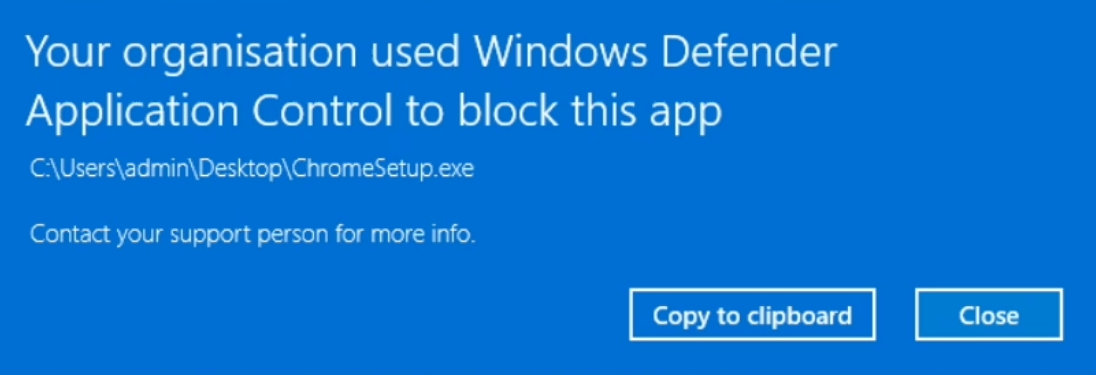 Your organisation used Windows Defender
Application Control to block this app
C:\Users\admin\Desktop\ChromeSetup.exe
Contact your support person for more info.
Copy to clipboard
Close